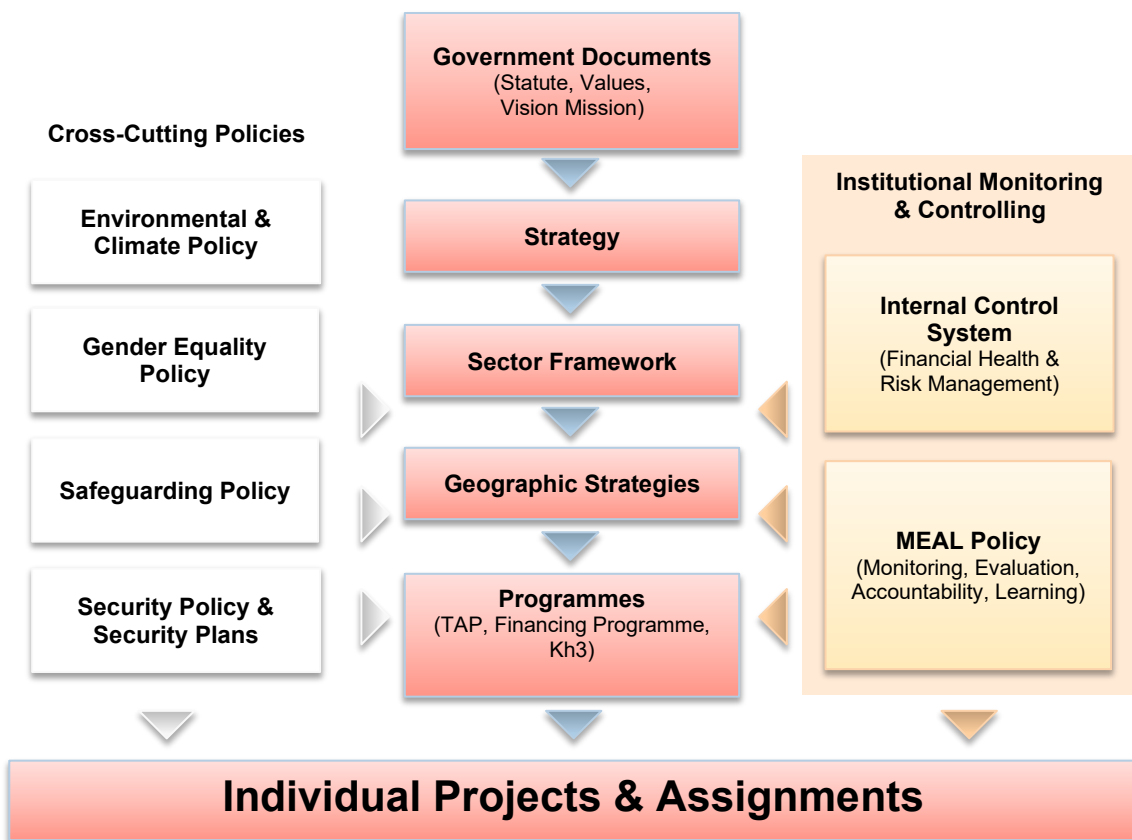 Government Documents
(Statute, Values,
Vision Mission)
Cross-Cutting Policies
Environmental &
Climate Policy
Gender Equality
Policy
Safeguarding Policy
Security Policy &
Security Plans
Strategy
Sector Framework
Geographic Strategies
Programmes
(TAP, Financing Programme,
Kh3)
Institutional Monitoring
& Controlling
Internal Control
System
(Financial Health &
Risk Management)
MEAL Policy
(Monitoring, Evaluation,
Accountability, Learning)
Individual Projects & Assignments